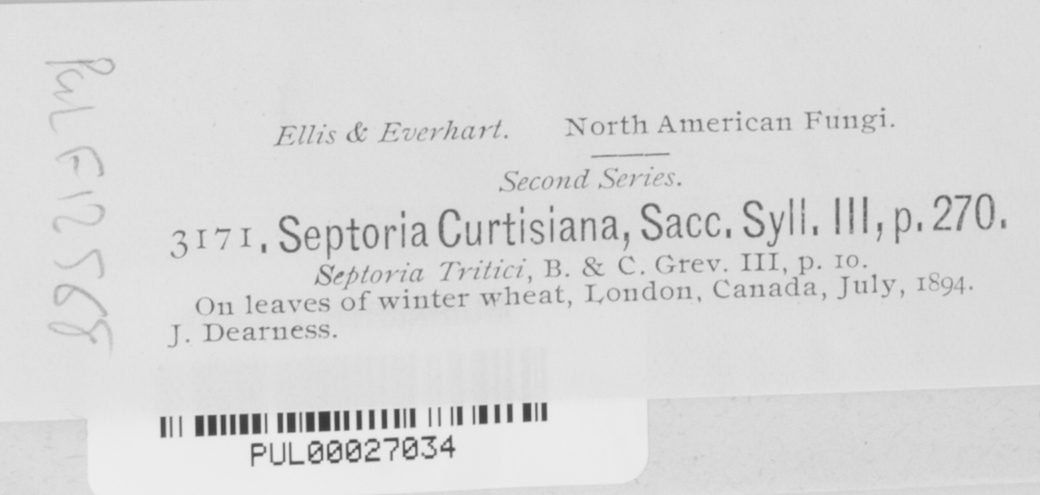 Ellis & Everhart. North American Fungi.
Second Series.
3171. Septoria Curtisiana, Sacc. Syll. III, p. 270.
Septoria Tritici, B. & C. Grev. III, p. 10.
On leaves of winter wheat, London, Canada, July, 1894.
J. Dearness.
PUL F12568
PUL00027034